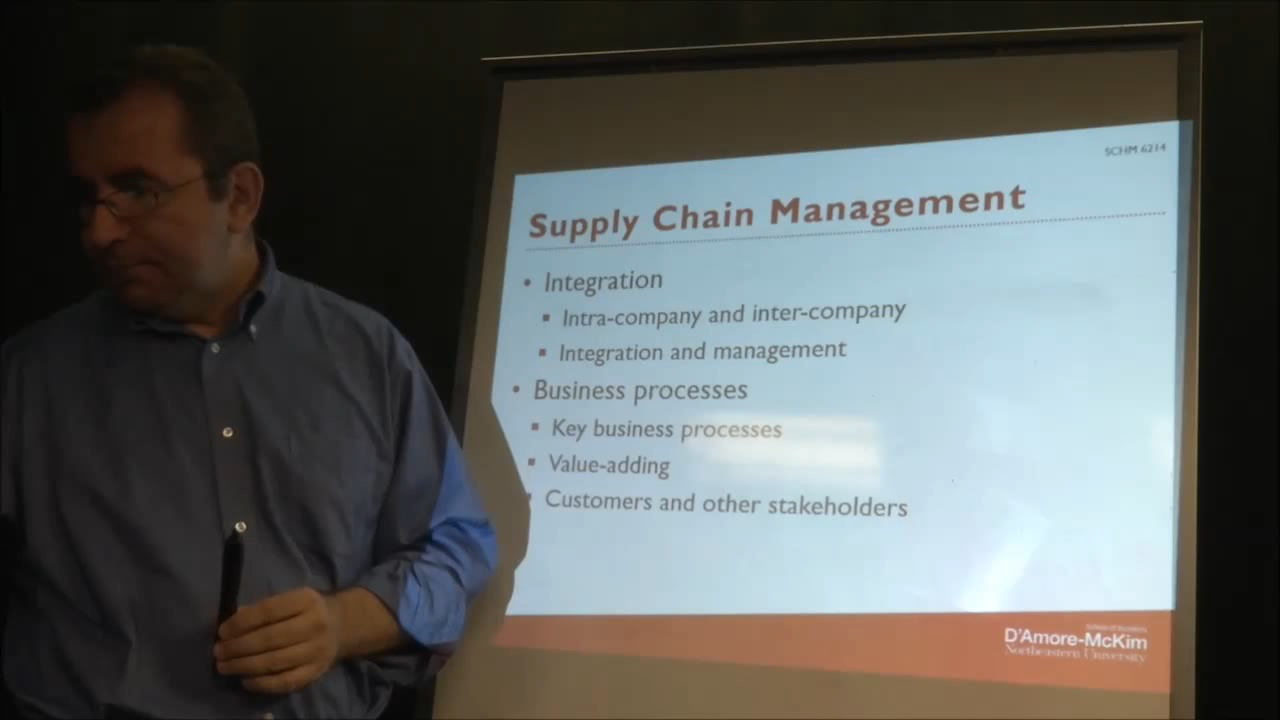 SCHM 6214
Supply Chain Management
• Integration
▪ Intra-company and inter-company
▪ Integration and management
• Business processes
▪ Key business processes
▪ Value-adding
Customers and other stakeholders
D'Amore-McKim
Northeastern University